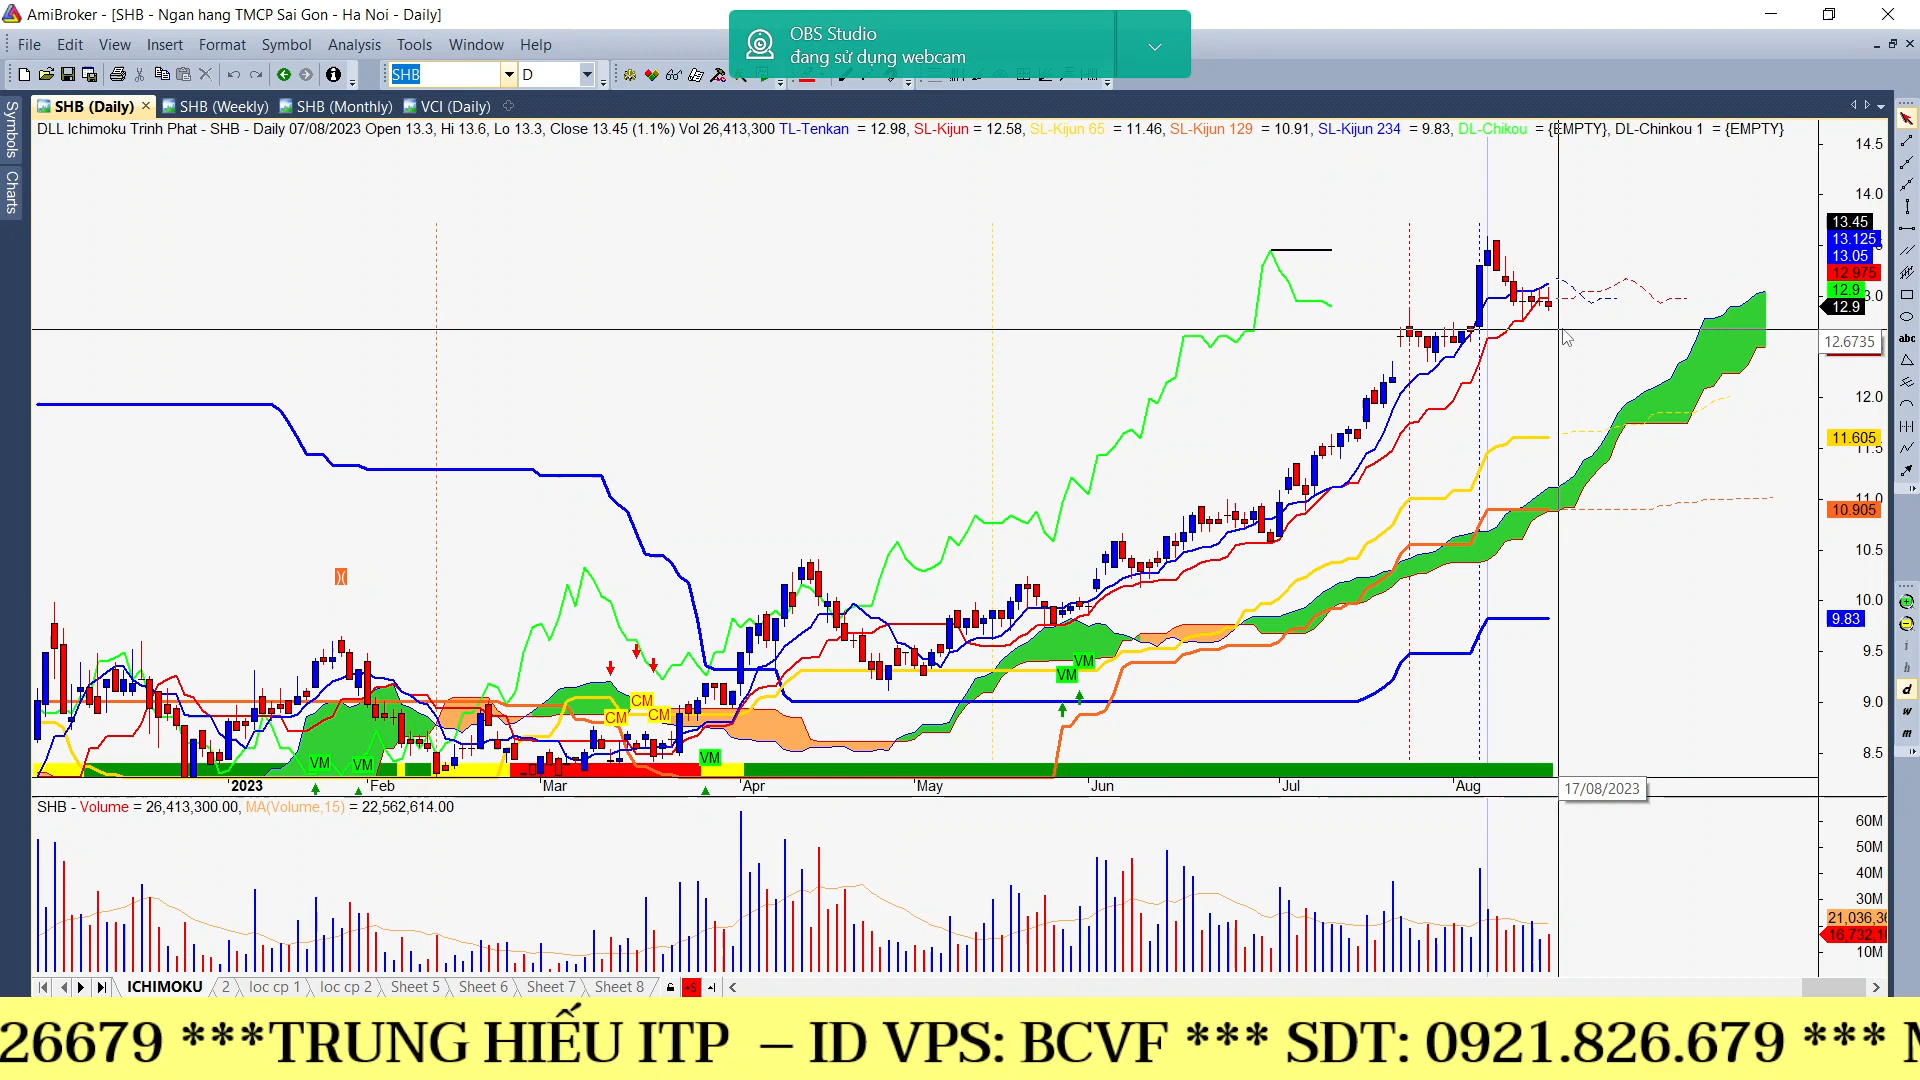 AmiBroker - [SHB - Ngan hang TMCP Sai Gon - Ha Noi - Daily]
OBS Studio
đang sử dụng webcam
File Edit View Insert Format Symbol Analysis Tools Window Help
SHB D
SHB (Daily) SHB (Weekly) SHB (Monthly) VCI (Daily)
Symbols
Charts
DLL Ichimoku Trinh Phat - SHB - Daily 07/08/2023 Open 13.3, Hi 13.6, Lo 13.3, Close 13.45 (1.1%) Vol 26,413,300 TL-Tenkan = 12.98, SL-Kijun = 12.58, SL-Kijun 65 = 11.46, SL-Kijun 129 = 10.91, SL-Kijun 234 = 9.83, DL-Chikou = {EMPTY}, DL-Chinkou 1 = {EMPTY}
14.5
14.0
13.45
13.125
13.05
12.975
12.9
12.9
12.6735
12.0
11.605
11.5
11.0
10.905
10.5
10.0
9.83
9.5
9.0
8.5
abc
d
w
m
CM CM CM
VM VM
VM VM VM
2023 Feb Mar Apr May Jun Jul Aug 17/08/2023
SHB - Volume = 26,413,300.00, MA(Volume,15) = 22,562,614.00
60M
50M
40M
30M
10M
ICHIMOKU 2 loc cp 1 loc cp 2 Sheet 5 Sheet 6 Sheet 7 Sheet 8
26679 ***TRUNG HIẾU ITP – ID VPS: BCVF *** SDT: 0921.826.679 ***